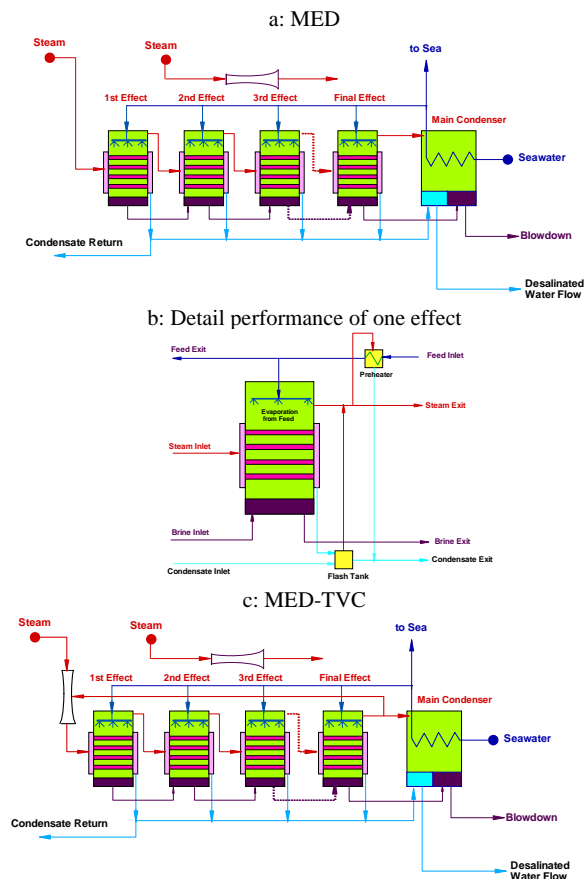 a: MED
Steam
Steam
to Sea
1st Effect
2nd Effect
3rd Effect
Final Effect
Main Condenser
Seawater
Condensate Return
Blowdown
Desalinated
Water Flow
b: Detail performance of one effect
Feed Exit
Feed Inlet
Preheater
Evaporation
from Feed
Steam Exit
Steam Inlet
Brine Inlet
Brine Exit
Condensate Inlet
Condensate Exit
Flash Tank
c: MED-TVC
Steam
Steam
to Sea
1st Effect
2nd Effect
3rd Effect
Final Effect
Main Condenser
Seawater
Condensate Return
Blowdown
Desalinated
Water Flow